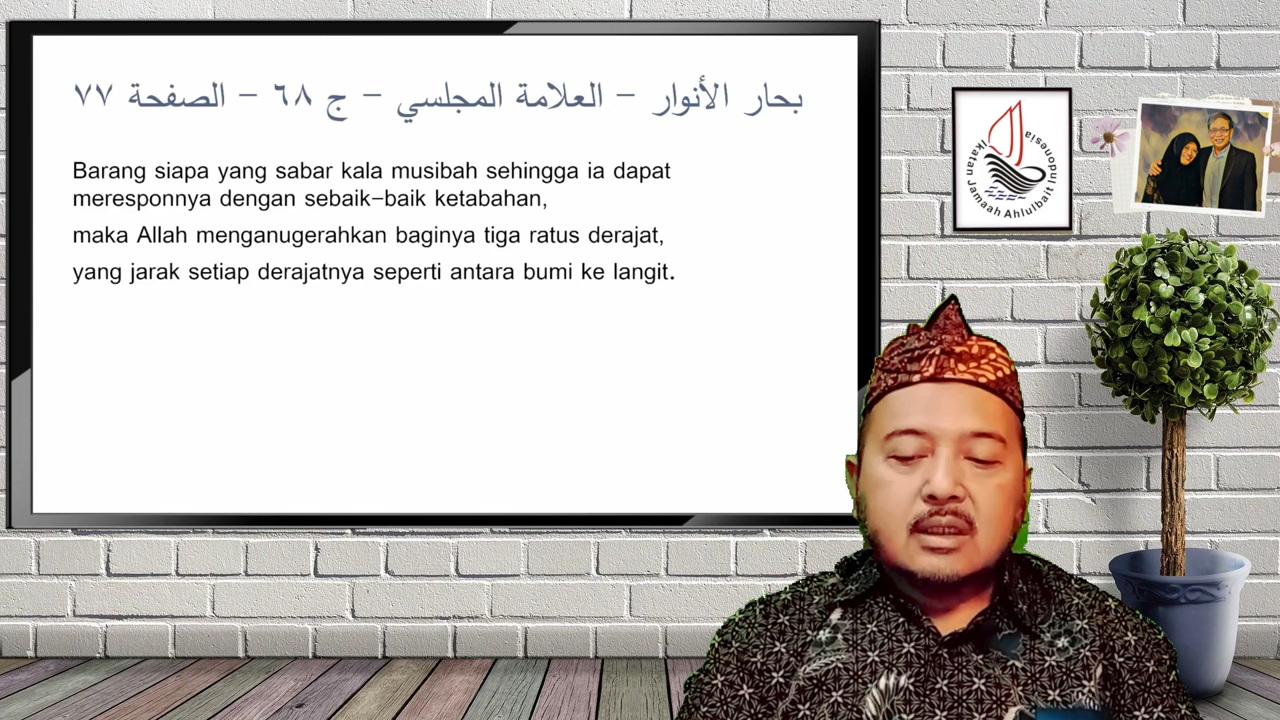 بحار الأنوار - العلامة المجلسي - ج ٦٨ - الصفحة ٧٧
Barang siapa yang sabar kala musibah sehingga ia dapat
meresponnya dengan sebaik-baik ketabahan,
maka Allah menganugerahkan baginya tiga ratus derajat,
yang jarak setiap derajatnya seperti antara bumi ke langit.
Ikatan Jamaah Ahlulbait Indonesia